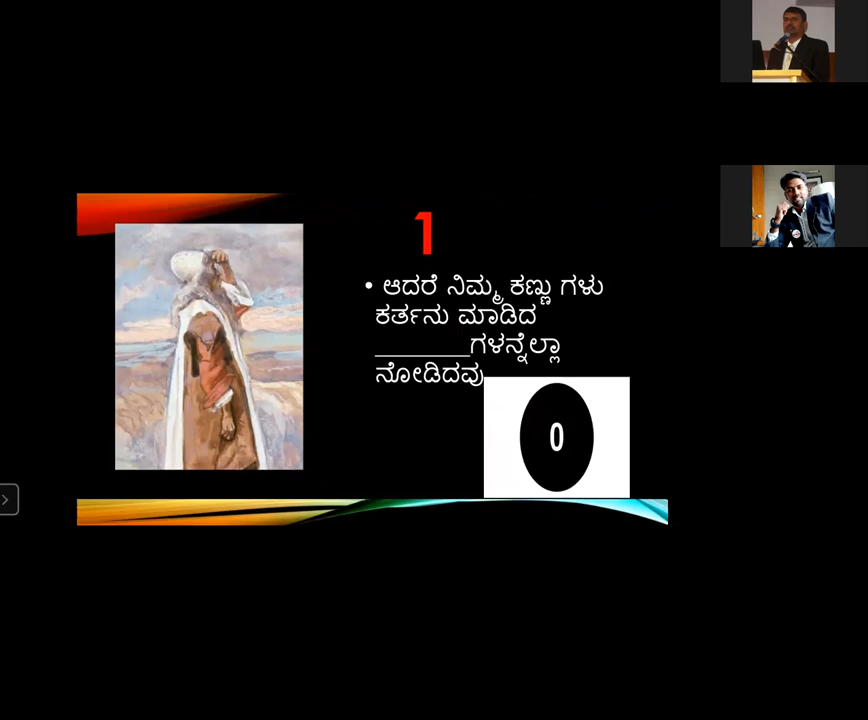 1
• ಆದರೆ ನಿಮ್ಮ ಕಣ್ಣುಗಳು
ಕರ್ತನು ಮಾಡಿದ
________ಗಳನ್ನೆಲ್ಲಾ
ನೋಡಿದವು
0